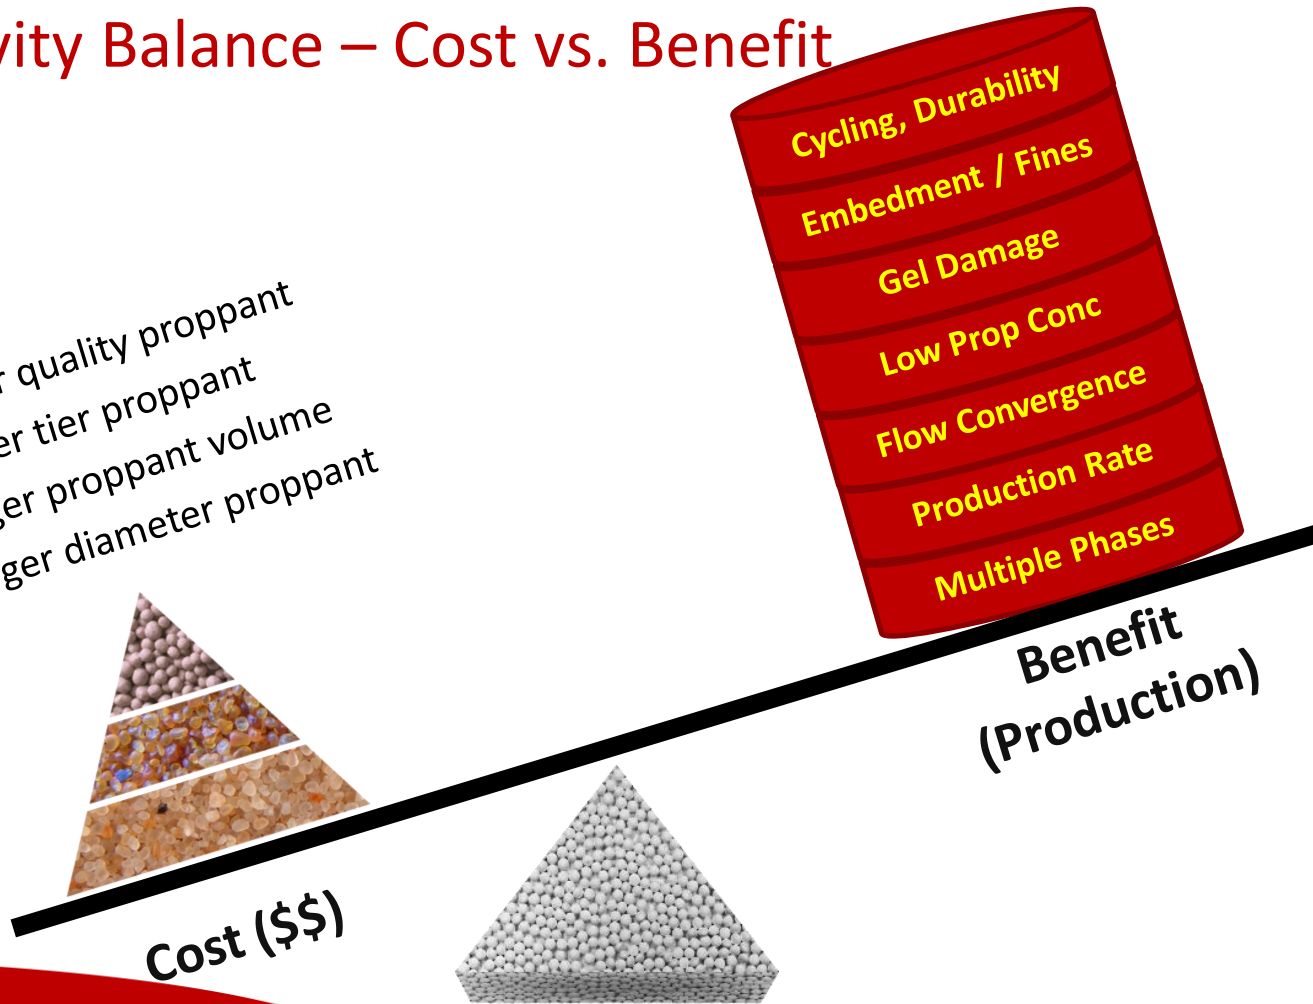 vity Balance – Cost vs. Benefit
Cycling, Durability
Embedment / Fines
Gel Damage
Low Prop Conc
Flow Convergence
Production Rate
Multiple Phases
r quality proppant
er tier proppant
ger proppant volume
ger diameter proppant
Benefit
(Production)
Cost ($$)